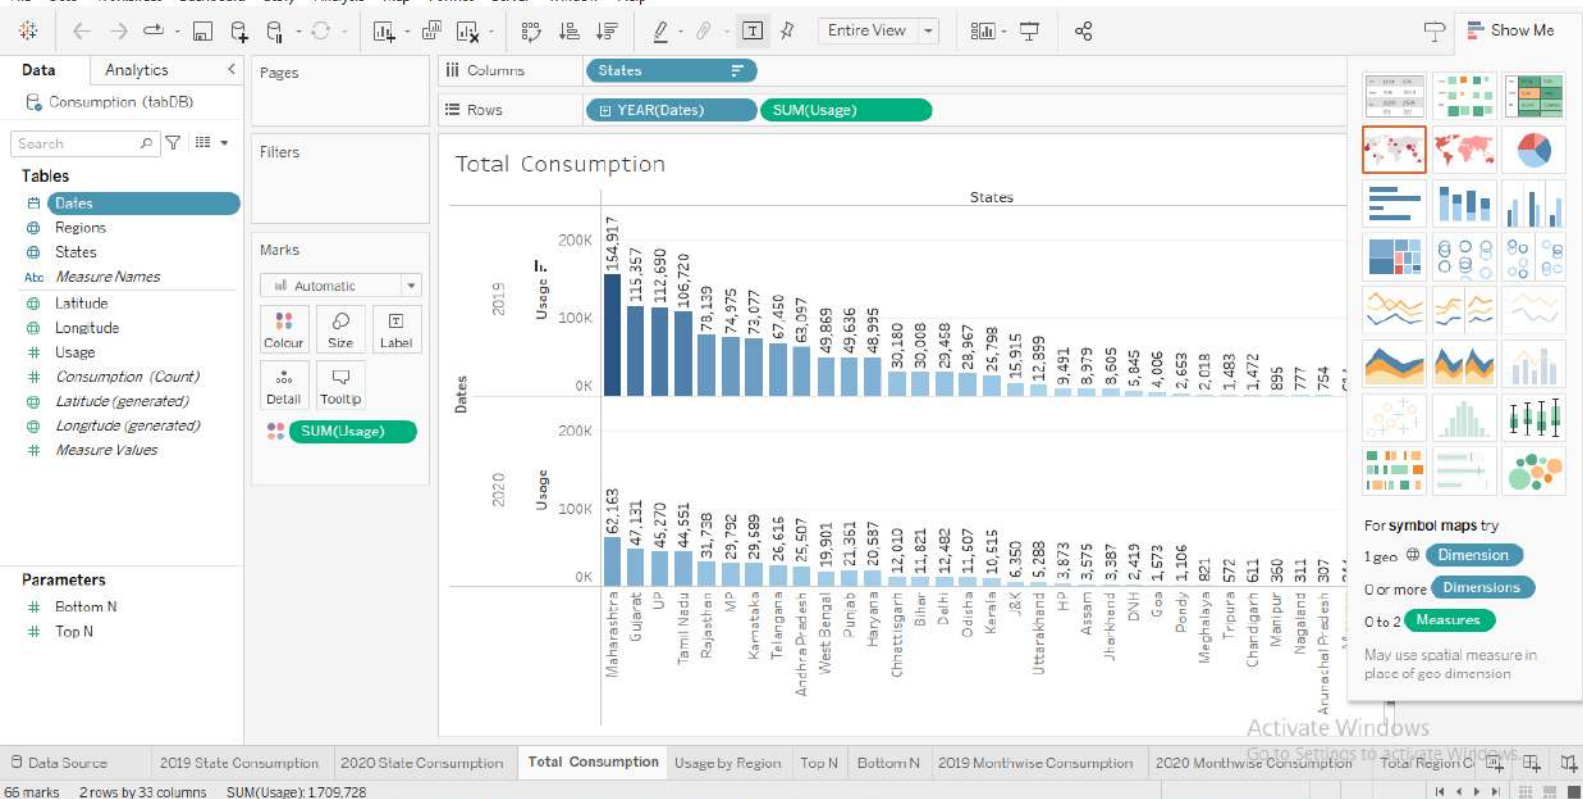 Entire View
Show Me
Data
Analytics
Pages
Columns
States
Consumption (tabDB)
Rows
YEAR(Dates)
SUM(Usage)
Search
Filters
Total Consumption
Tables
Dates
Regions
States
Abc Measure Names
Latitude
Longitude
Usage
Consumption (Count)
Latitude (generated)
Longitude (generated)
Measure Values
Marks
Automatic
Colour
Size
Label
Detail
Tooltip
SUM(Usage)
Parameters
Bottom N
Top N
States
Dates
2019
Usage
200K
100K
0K
154,917
115,357
112,690
106,720
78,139
74,975
73,077
67,450
63,097
49,869
49,636
48,995
30,180
30,008
29,458
28,967
25,798
15,915
12,899
9,491
8,979
8,605
5,845
4,006
2,653
2,018
1,483
1,472
895
777
754
2020
Usage
200K
100K
0K
62,163
47,131
45,270
44,551
31,738
29,792
29,589
26,616
25,507
19,901
21,361
20,587
12,010
11,821
12,482
11,507
10,515
6,350
5,288
3,873
3,575
3,387
2,419
1,573
1,106
821
572
611
360
311
307
Maharashtra
Gujarat
UP
Tamil Nadu
Rajasthan
MP
Karnataka
Telangana
Andhra Pradesh
West Bengal
Punjab
Haryana
Chhattisgarh
Bihar
Delhi
Odisha
Kerala
J&K
Uttarakhand
HP
Assam
Jharkhand
DNH
Goa
Pondy
Meghalaya
Tripura
Chandigarh
Manipur
Nagaland
Arunachal Pradesh
For symbol maps try
1 geo Dimension
0 or more Dimensions
0 to 2 Measures
May use spatial measure in
place of geo dimension
Activate Windows
Go to Settings to activate Windows.
Data Source
2019 State Consumption
2020 State Consumption
Total Consumption
Usage by Region
Top N
Bottom N
2019 Monthwise Consumption
2020 Monthwise Consumption
Total Region C
66 marks
2 rows by 33 columns
SUM(Usage): 1,709,728